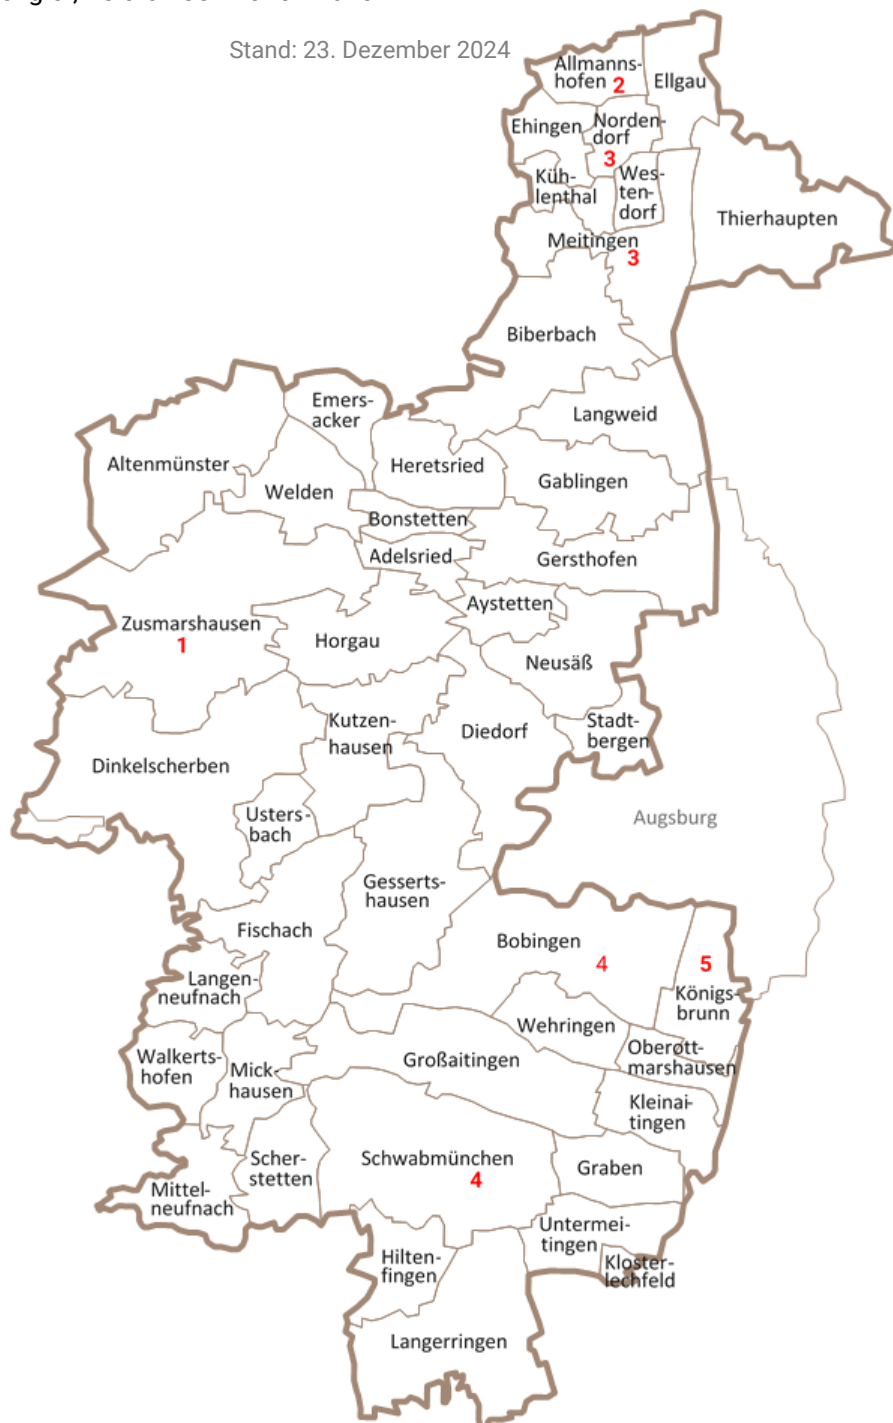 Stand: 23. Dezember 2024
Allmanns-
hofen 2
Ellgau
Ehingen
Norden-
dorf
3
Küh-
lenthal
Wes-
ten-
dorf
Thierhaupten
Meitingen
3
Biberbach
Emers-
acker
Langweid
Altenmünster
Heretsried
Welden
Gablingen
Bonstetten
Adelsried
Gersthofen
Aystetten
Zusmarshausen
1
Horgau
Neusäß
Kutzen-
hausen
Diedorf
Stadt-
bergen
Dinkelscherben
Usters-
bach
Augsburg
Gesserts-
hausen
Fischach
Bobingen
4
5
Königs-
brunn
Langen-
neufnach
Wehringen
Oberott-
marshausen
Walkerts-
hofen
Mick-
hausen
Großaitingen
Kleinai-
tingen
Scher-
stetten
Schwabmünchen
4
Graben
Mittel-
neufnach
Untermei-
tingen
Hilten-
fingen
Kloster-
lechfeld
Langerringen